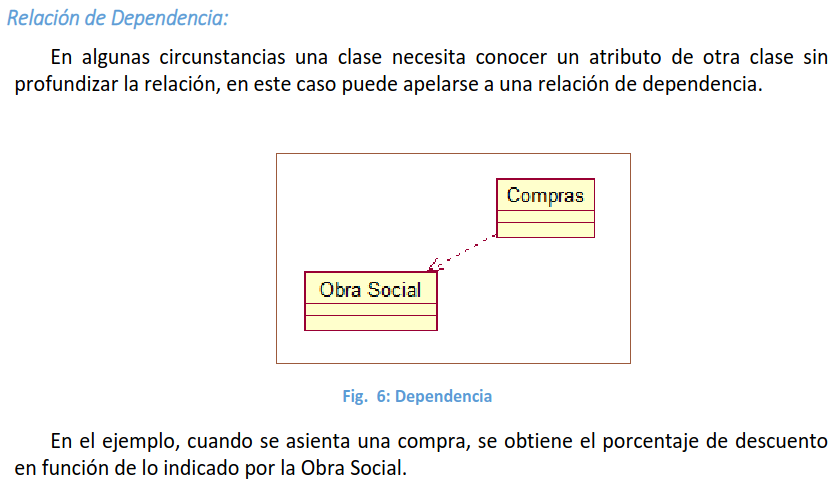 Relación de Dependencia:
En algunas circunstancias una clase necesita conocer un atributo de otra clase sin
profundizar la relación, en este caso puede apelarse a una relación de dependencia.
Compras
Obra Social
Fig. 6: Dependencia
En el ejemplo, cuando se asienta una compra, se obtiene el porcentaje de descuento
en función de lo indicado por la Obra Social.